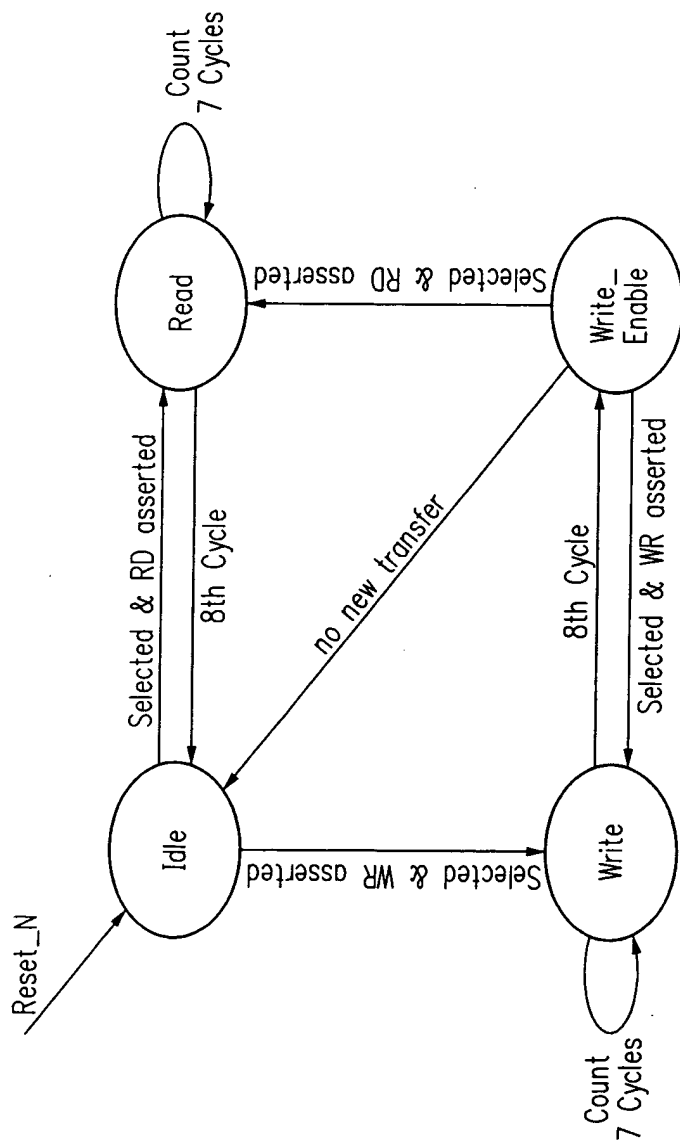 Reset_N
Idle
Selected & RD asserted
8th Cycle
Read
Count
7 Cycles
Selected & WR asserted
no new transfer
Selected & RD asserted
Count
7 Cycles
Write
8th Cycle
Selected & WR asserted
Write_
Enable